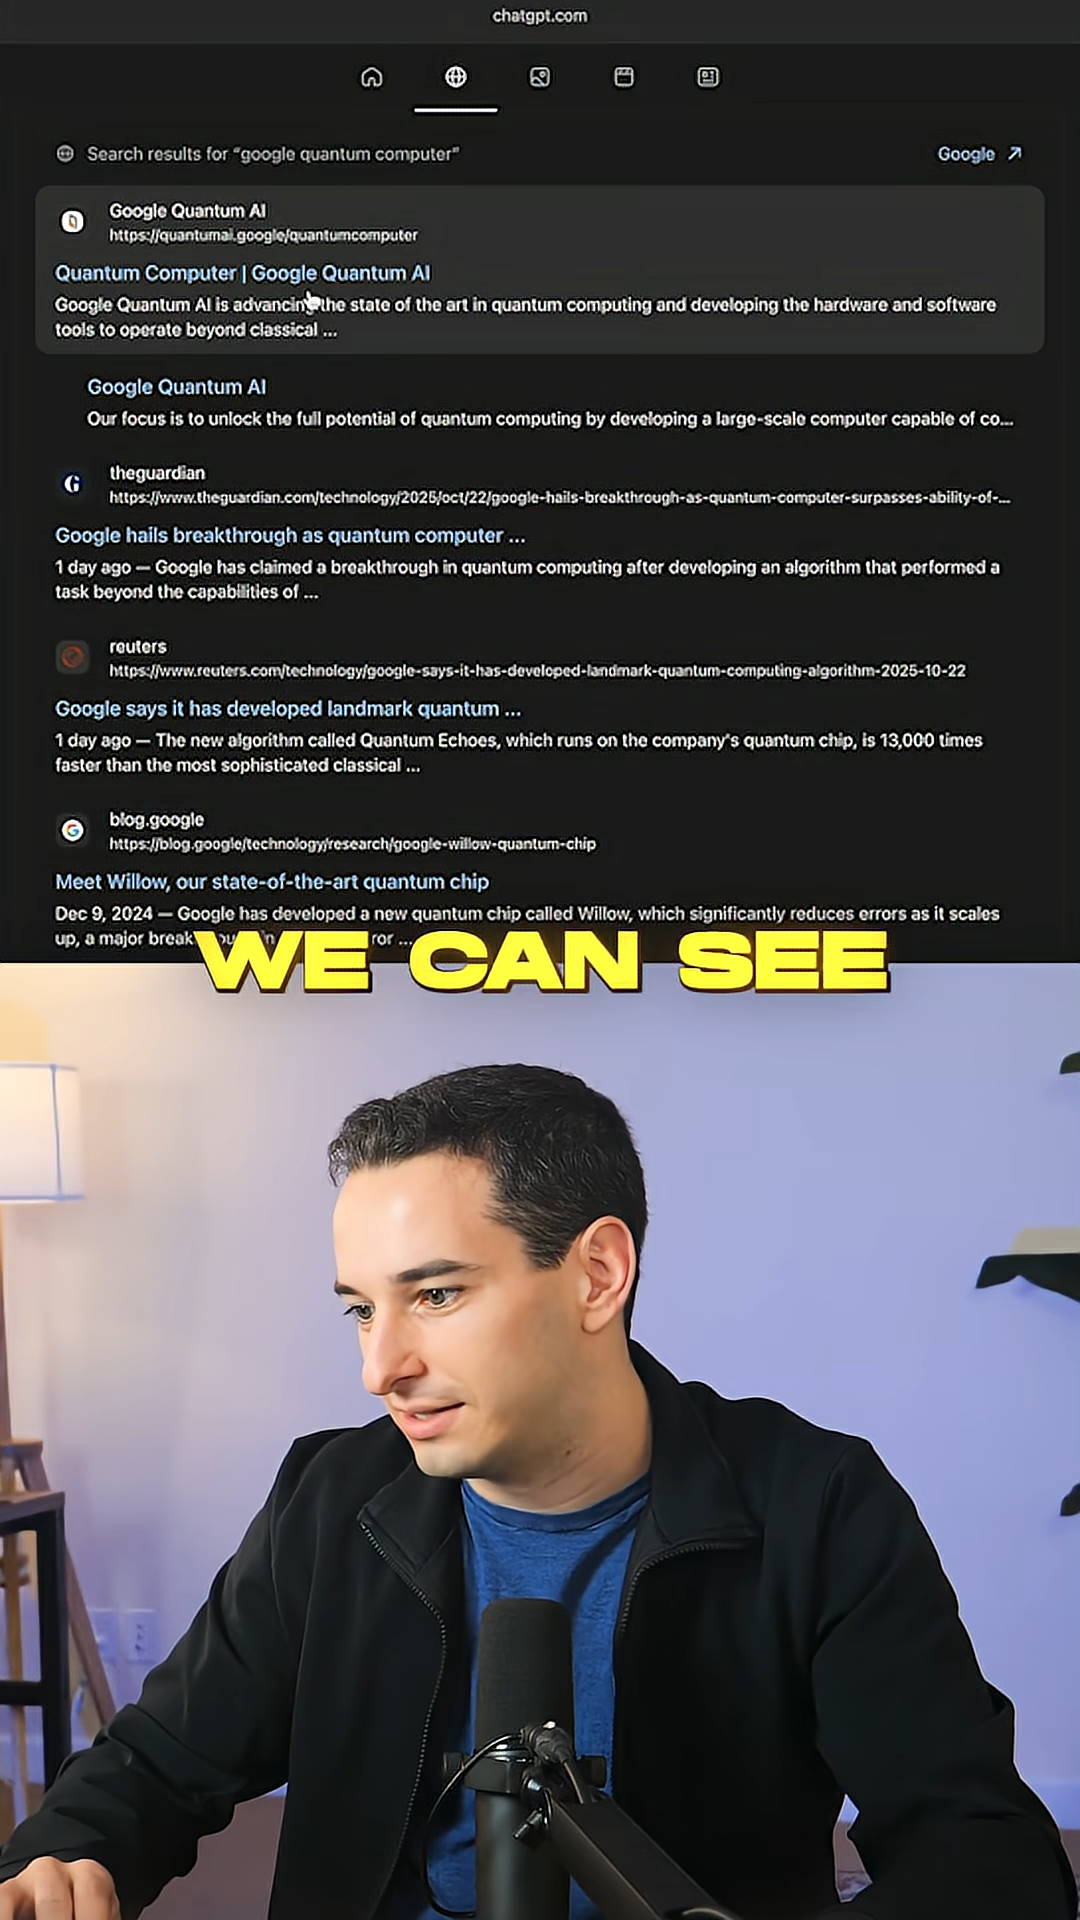 chatgpt.com
Search results for “google quantum computer”
Google
Google Quantum AI
https://quantumai.google/quantumcomputer
Quantum Computer | Google Quantum AI
Google Quantum AI is advancing the state of the art in quantum computing and developing the hardware and software
tools to operate beyond classical ...
Google Quantum AI
Our focus is to unlock the full potential of quantum computing by developing a large-scale computer capable of co...
theguardian
https://www.theguardian.com/technology/2025/oct/22/google-hails-breakthrough-as-quantum-computer-surpasses-ability-of-...
Google hails breakthrough as quantum computer ...
1 day ago — Google has claimed a breakthrough in quantum computing after developing an algorithm that performed a
task beyond the capabilities of ...
reuters
https://www.reuters.com/technology/google-says-it-has-developed-landmark-quantum-computing-algorithm-2025-10-22
Google says it has developed landmark quantum ...
1 day ago — The new algorithm called Quantum Echoes, which runs on the company's quantum chip, is 13,000 times
faster than the most sophisticated classical ...
blog.google
https://blog.google/technology/research/google-willow-quantum-chip
Meet Willow, our state-of-the-art quantum chip
Dec 9, 2024 — Google has developed a new quantum chip called Willow, which significantly reduces errors as it scales
up, a major
WE CAN SEE